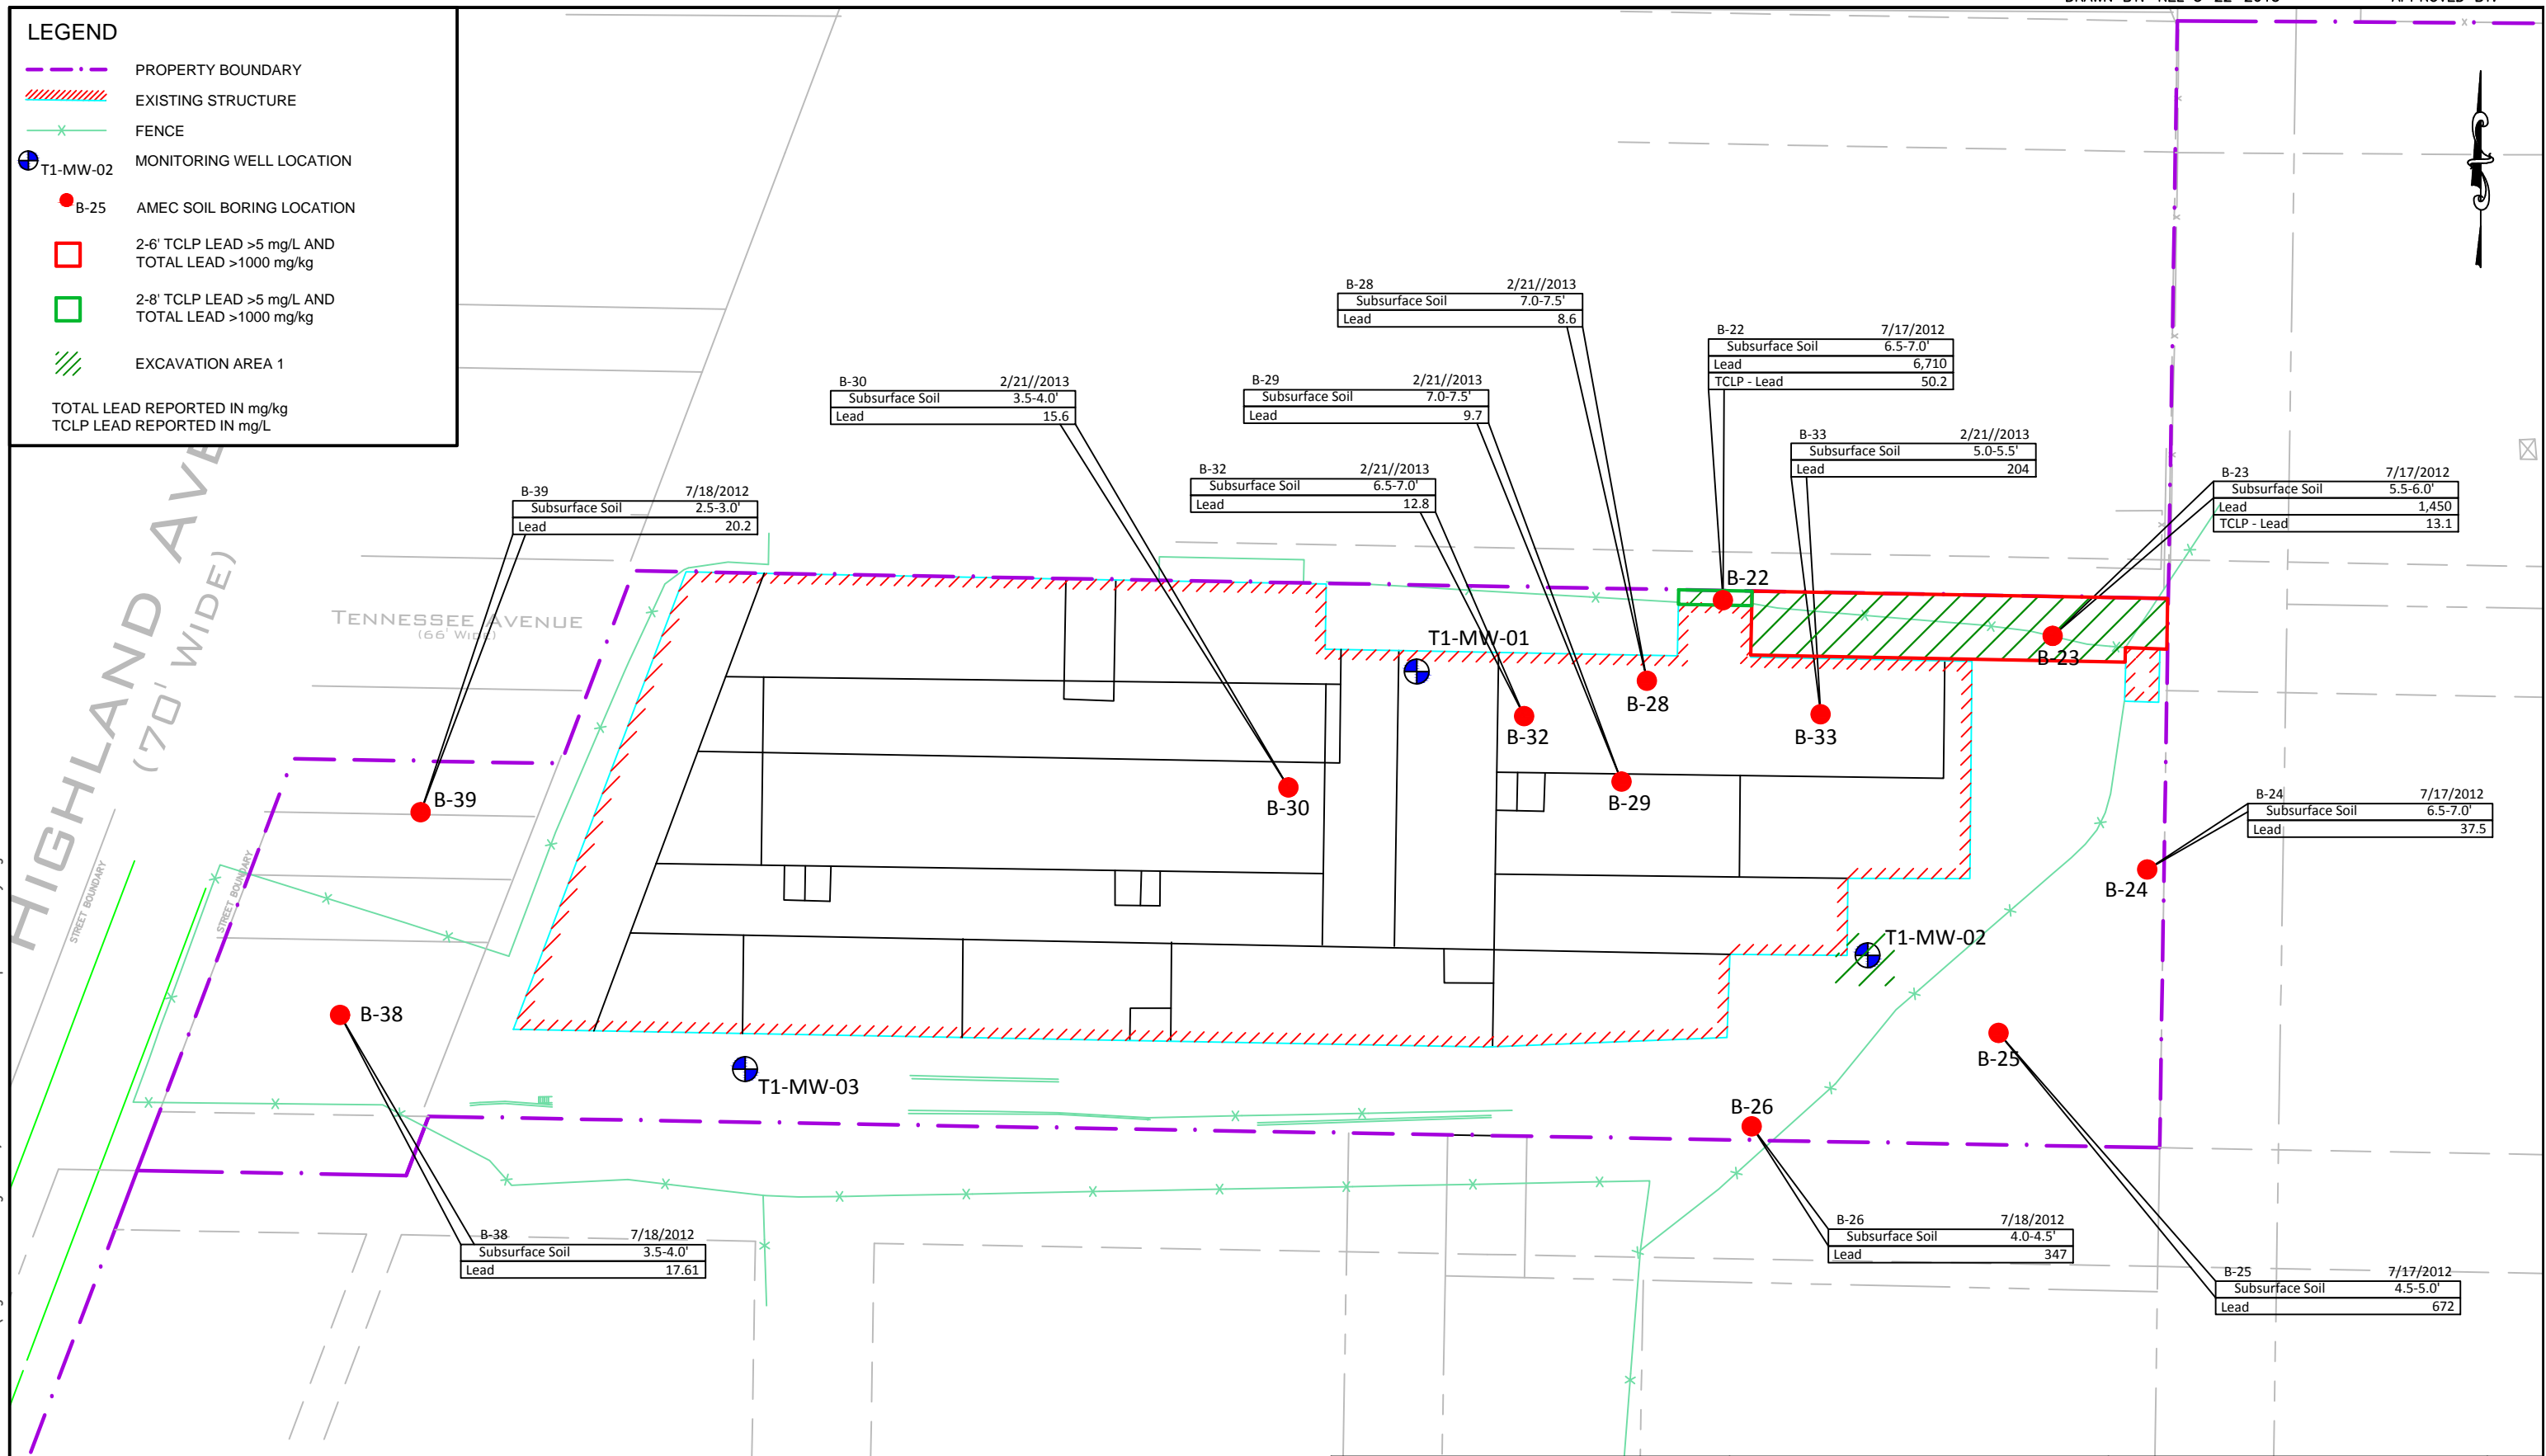 LEGEND
PROPERTY BOUNDARY
EXISTING STRUCTURE
FENCE
T1-MW-02 MONITORING WELL LOCATION
B-25 AMEC SOIL BORING LOCATION
2-6' TCLP LEAD >5 mg/L AND
TOTAL LEAD >1000 mg/kg
2-8' TCLP LEAD >5 mg/L AND
TOTAL LEAD >1000 mg/kg
EXCAVATION AREA 1
TOTAL LEAD REPORTED IN mg/kg
TCLP LEAD REPORTED IN mg/L
B-28 2/21//2013
Subsurface Soil 7.0-7.5'
Lead 8.6
B-22 7/17/2012
Subsurface Soil 6.5-7.0'
Lead 6,710
TCLP - Lead 50.2
B-30 2/21//2013
Subsurface Soil 3.5-4.0'
Lead 15.6
B-29 2/21//2013
Subsurface Soil 7.0-7.5'
Lead 9.7
B-33 2/21//2013
Subsurface Soil 5.0-5.5'
Lead 204
B-32 2/21//2013
Subsurface Soil 6.5-7.0'
Lead 12.8
B-23 7/17/2012
Subsurface Soil 5.5-6.0'
Lead 1,450
TCLP - Lead 13.1
B-39 7/18/2012
Subsurface Soil 2.5-3.0'
Lead 20.2
HIGHLAND AVE
(70' WIDE)
TENNESSEE AVENUE
(66' WIDE)
B-22
T1-MW-01
B-23
B-28
B-32
B-33
B-39
B-30
B-29
B-24 7/17/2012
Subsurface Soil 6.5-7.0'
Lead 37.5
B-24
STREET BOUNDARY
STREET BOUNDARY
T1-MW-02
B-38
B-25
T1-MW-03
B-26
B-38 7/18/2012
Subsurface Soil 3.5-4.0'
Lead 17.61
B-26 7/18/2012
Subsurface Soil 4.0-4.5'
Lead 347
B-25 7/17/2012
Subsurface Soil 4.5-5.0'
Lead 672